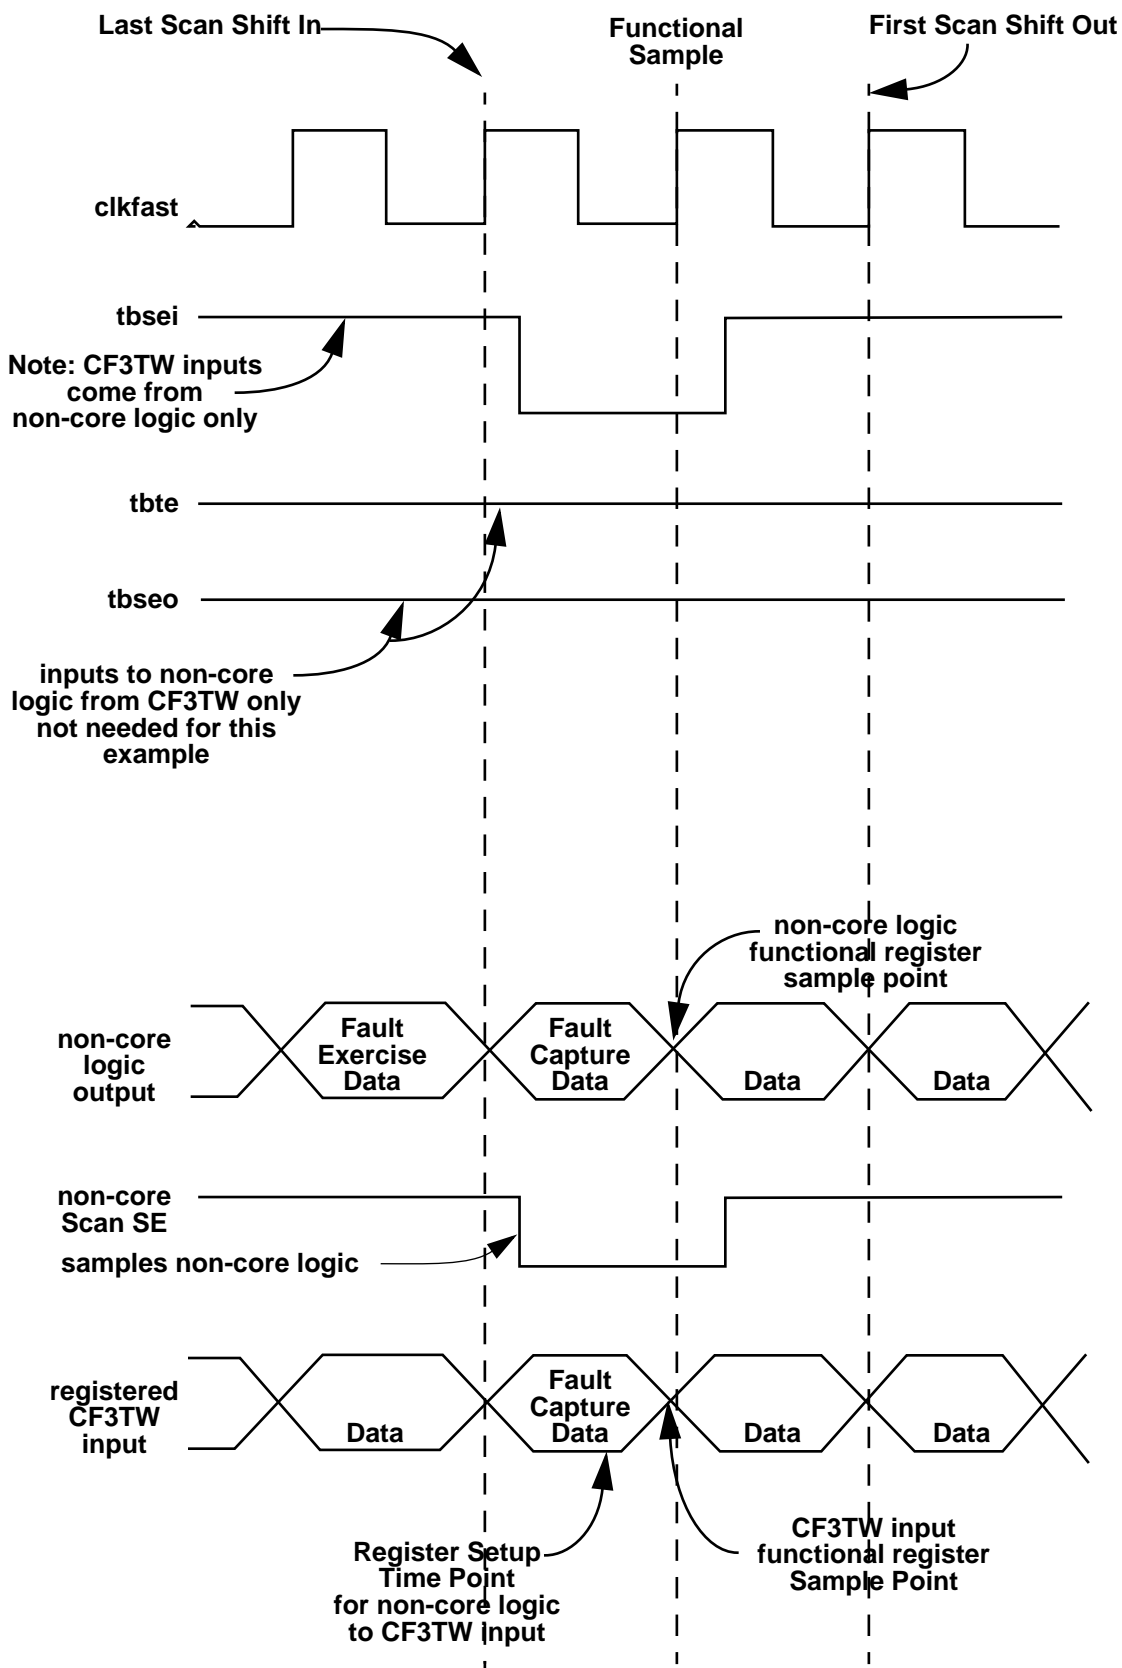 Last Scan Shift In
Functional
Sample
First Scan Shift Out
clkfast
tbsei
Note: CF3TW inputs
come from
non-core logic only
tbte
tbseo
inputs to non-core
logic from CF3TW only
not needed for this
example
non-core logic
functional register
sample point
non-core
logic
output
Fault
Exercise
Data
Fault
Capture
Data
Data
Data
non-core
Scan SE
samples non-core logic
registered
CF3TW
input
Data
Fault
Capture
Data
Data
Data
Register Setup
Time Point
for non-core logic
to CF3TW input
CF3TW input
functional register
Sample Point